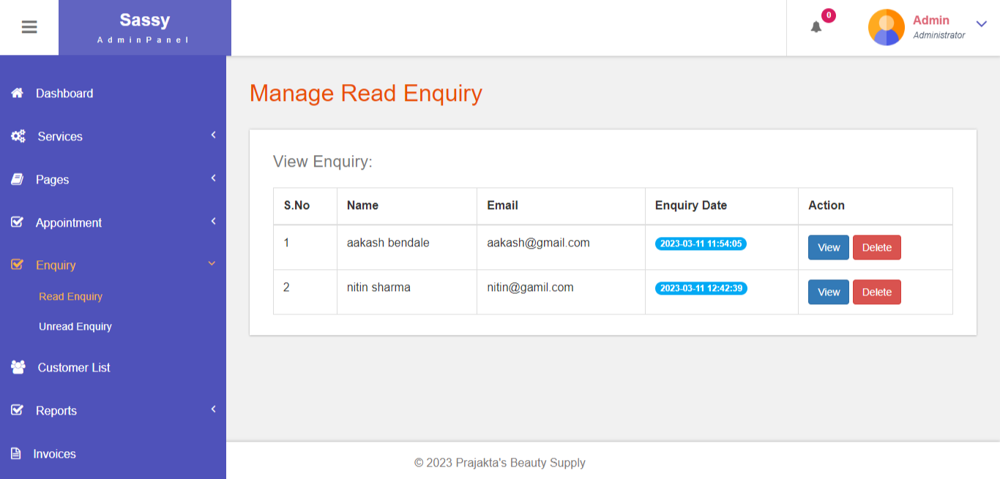 Sassy
AdminPanel
0
Admin
Administrator
Dashboard
Services
Pages
Appointment
Enquiry
Read Enquiry
Unread Enquiry
Customer List
Reports
Invoices
Manage Read Enquiry
View Enquiry:
S.No Name Email Enquiry Date Action
1 aakash bendale aakash@gmail.com 2023-03-11 11:54:05 View Delete
2 nitin sharma nitin@gamil.com 2023-03-11 12:42:39 View Delete
© 2023 Prajakta's Beauty Supply